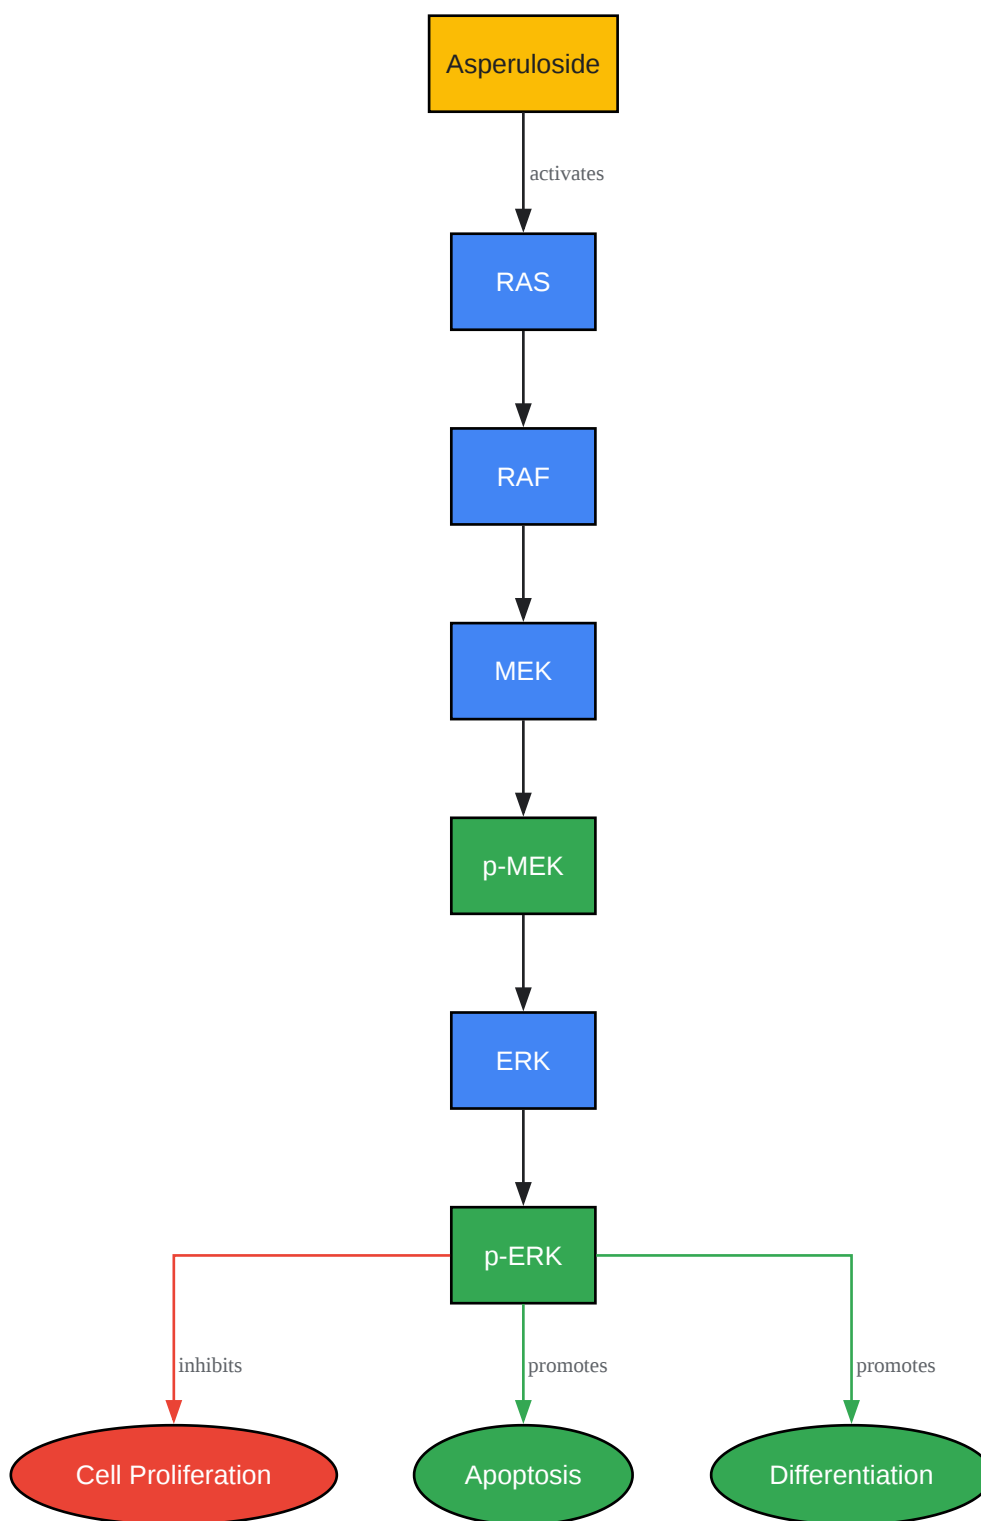 Asperuloside
activates
RAS
RAF
MEK
p-MEK
ERK
p-ERK
inhibits
promotes
promotes
Cell Proliferation
Apoptosis
Differentiation